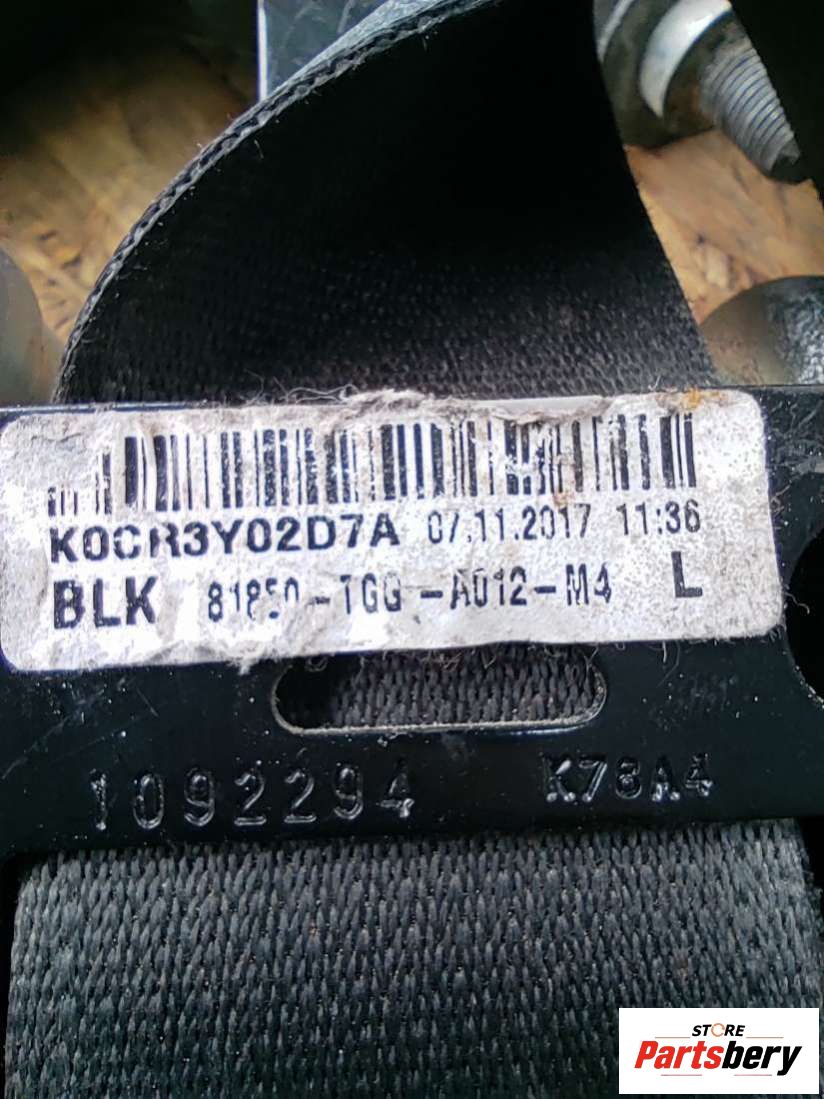 K0CR3Y02D7A 07.11.2017 11:36
BLK 81850-TGG-A012-M4 L
1092294 K78A4
STORE
Partsbery